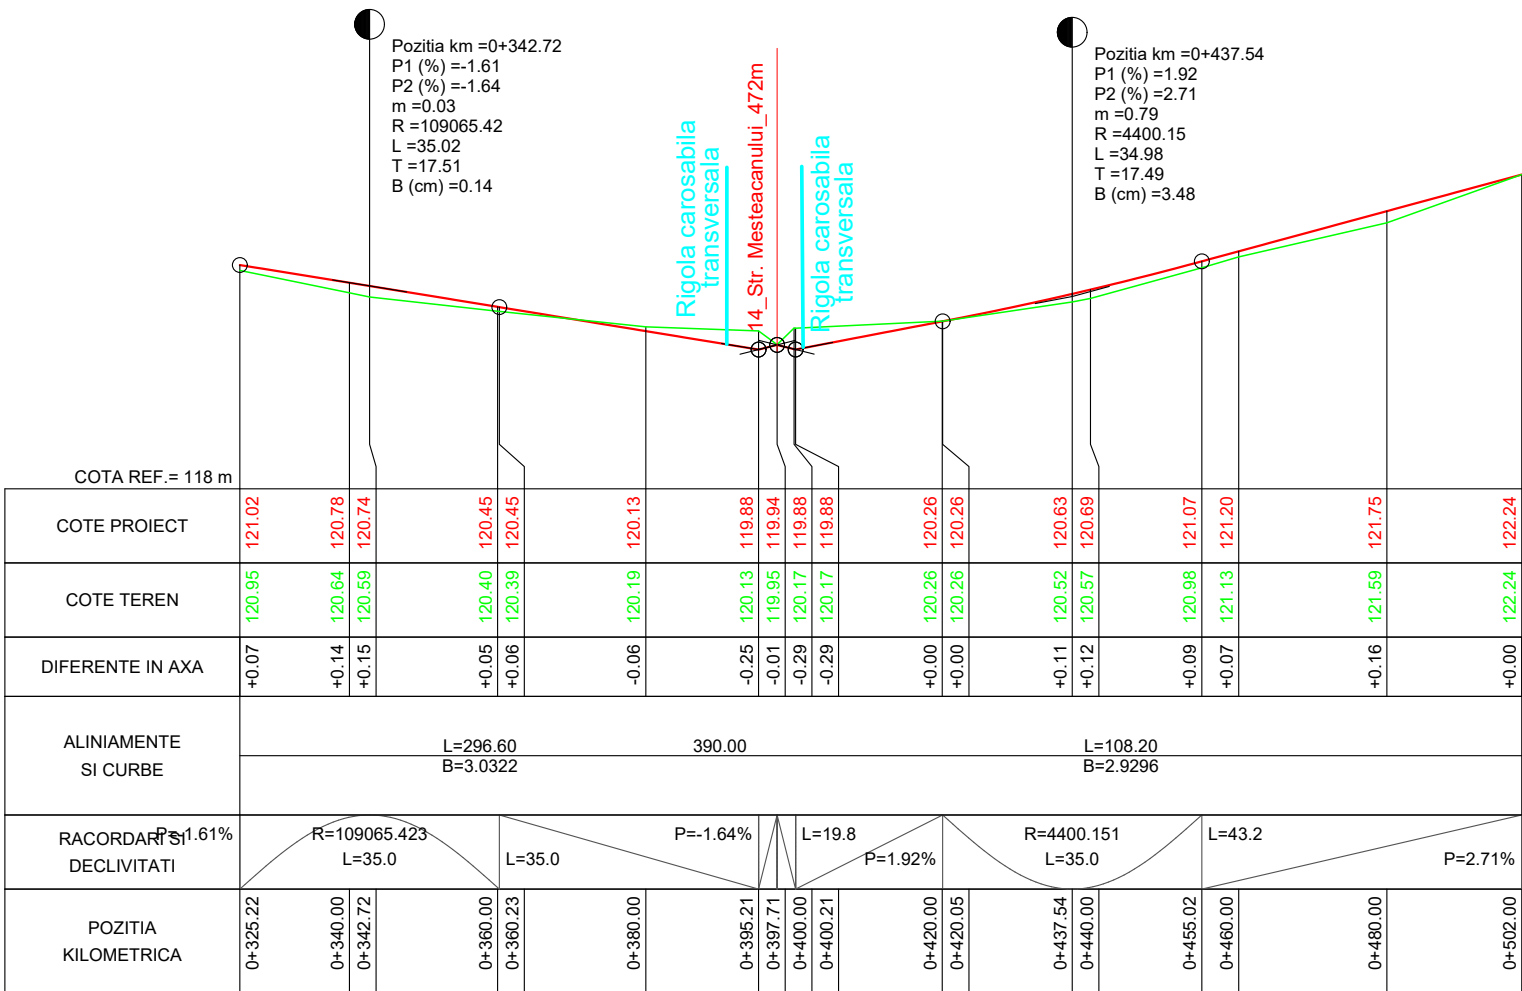 Pozitia km =0+342.72
P1 (%) =-1.61
P2 (%) =-1.64
m =0.03
R =109065.42
L =35.02
T =17.51
B (cm) =0.14
Rigola carosabila
transversala
14_Str. Mesteacanului_472m
Rigola carosabila
transversala
Pozitia km =0+437.54
P1 (%) =1.92
P2 (%) =2.71
m =0.79
R =4400.15
L =34.98
T =17.49
B (cm) =3.48
COTA REF.= 118 m
COTE PROIECT 121.02 120.78 120.74 120.45 120.45 120.13 119.88 119.94 119.88 119.88 120.26 120.26 120.63 120.69 121.07 121.20 121.75 122.24
COTE TEREN 120.95 120.64 120.59 120.40 120.39 120.19 120.13 119.95 120.17 120.17 120.26 120.26 120.52 120.57 120.98 121.13 121.59 122.24
DIFERENTE IN AXA +0.07 +0.14 +0.15 +0.05 +0.06 -0.06 -0.25 -0.01 -0.29 -0.29 +0.00 +0.00 +0.11 +0.12 +0.09 +0.07 +0.16 +0.00
ALINIAMENTE
SI CURBE
L=296.60 390.00 L=108.20
B=3.0322 B=2.9296
RACORDARI SI
DECLIVITATI
P=-1.61% R=109065.423 P=-1.64% L=19.8 R=4400.151 L=43.2
L=35.0 L=35.0 P=1.92% L=35.0 P=2.71%
POZITIA
KILOMETRICA
0+325.22 0+340.00 0+342.72 0+360.00 0+360.23 0+380.00 0+395.21 0+397.71 0+400.00 0+400.21 0+420.00 0+420.05 0+437.54 0+440.00 0+455.02 0+460.00 0+480.00 0+502.00